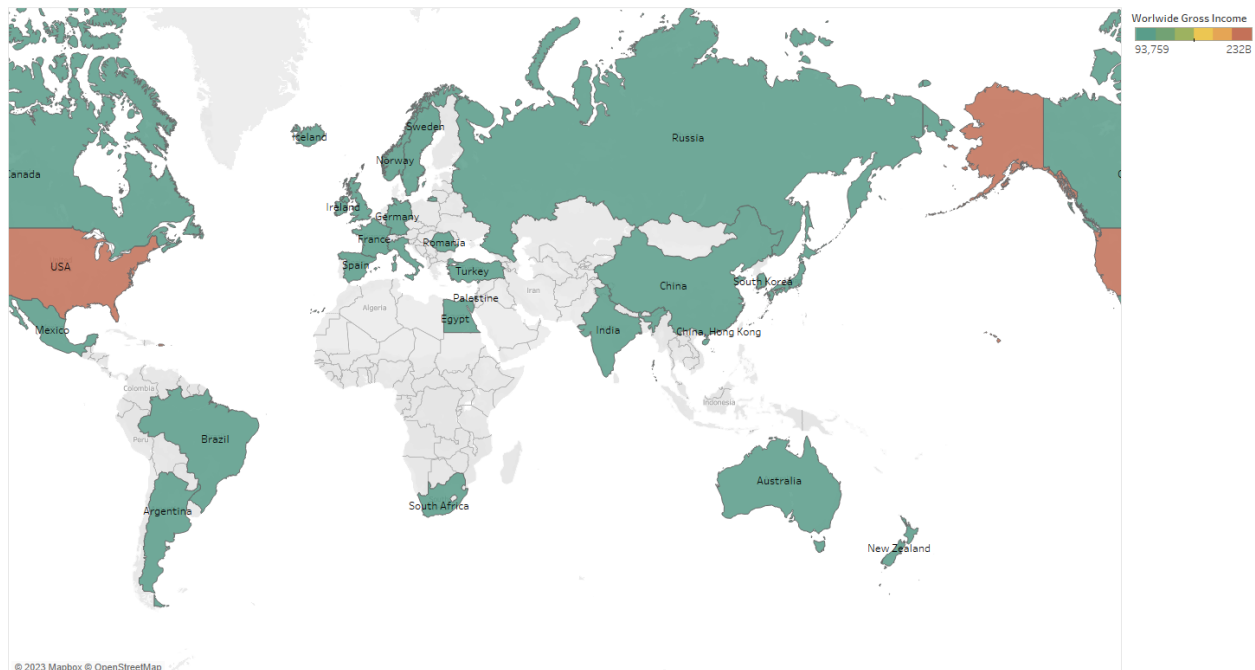 Worlwide Gross Income
93,759 232B
Sweden
Iceland
Russia
Norway
Canada
Ireland
Germany
France
Romania
USA
Spain
Turkey
China
South Korea
Palestine
Iran
Algeria
Egypt
Mexico
India
China, Hong Kong
Colombia
Indonesia
Peru
Brazil
Australia
South Africa
Argentina
New Zealand
© 2023 Mapbox © OpenStreetMap